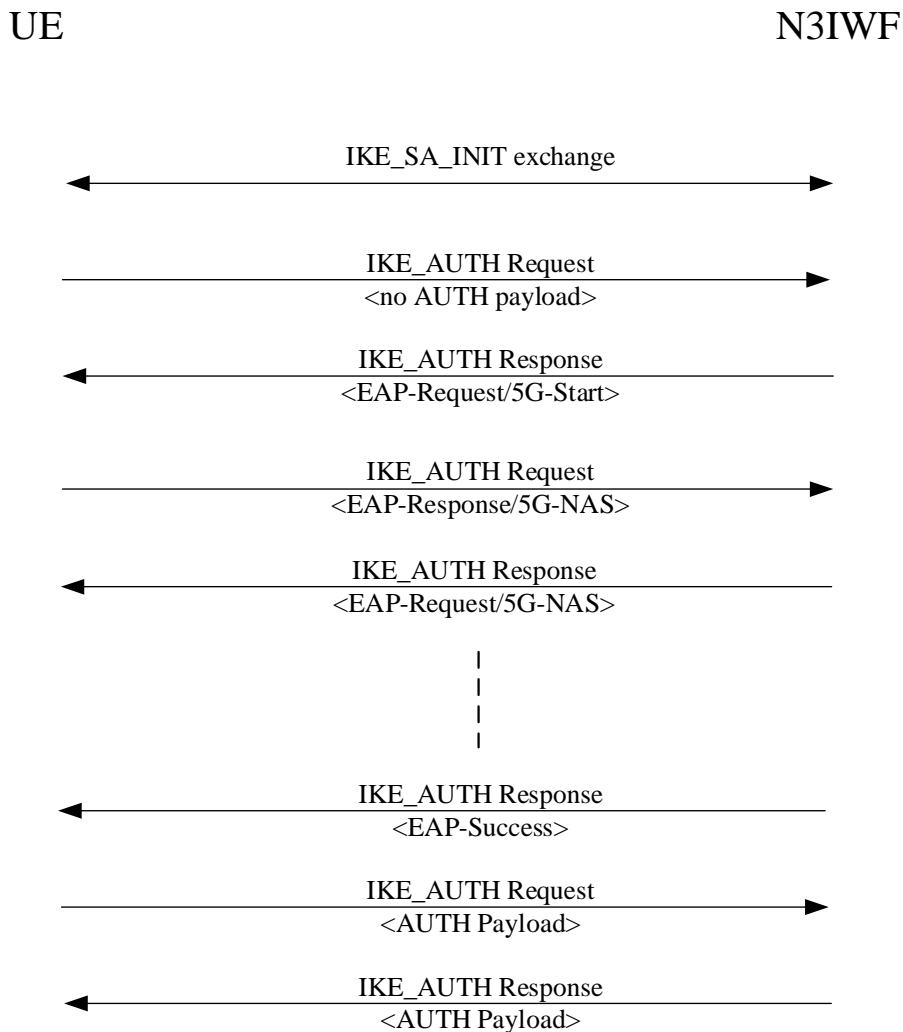 UE N3IWF
IKE_SA_INIT exchange
IKE_AUTH Request
<no AUTH payload>
IKE_AUTH Response
<EAP-Request/5G-Start>
IKE_AUTH Request
<EAP-Response/5G-NAS>
IKE_AUTH Response
<EAP-Request/5G-NAS>
IKE_AUTH Response
<EAP-Success>
IKE_AUTH Request
<AUTH Payload>
IKE_AUTH Response
<AUTH Payload>